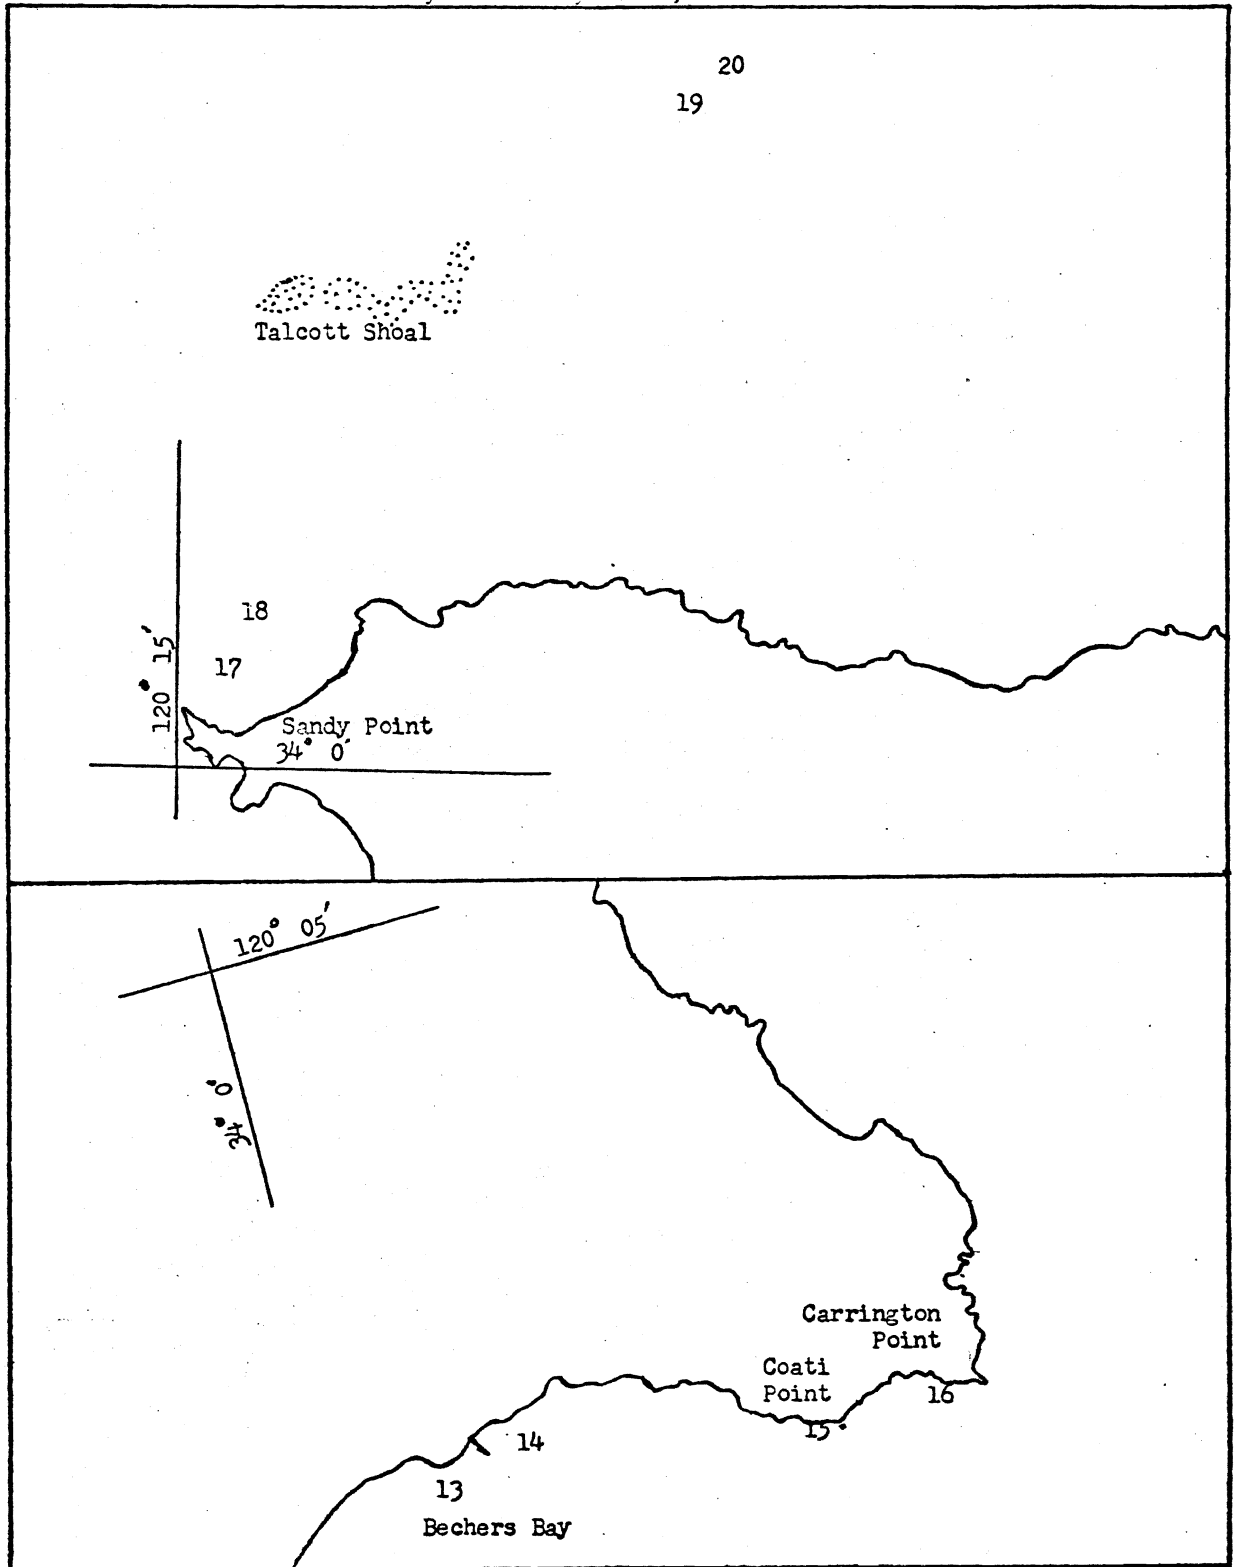 20
19
Talcott Shoal
18
120° 15'
17
Sandy Point
34° 0'
120° 05'
34° 0'
Carrington
Point
Coati
Point
16
15
14
13
Bechers Bay